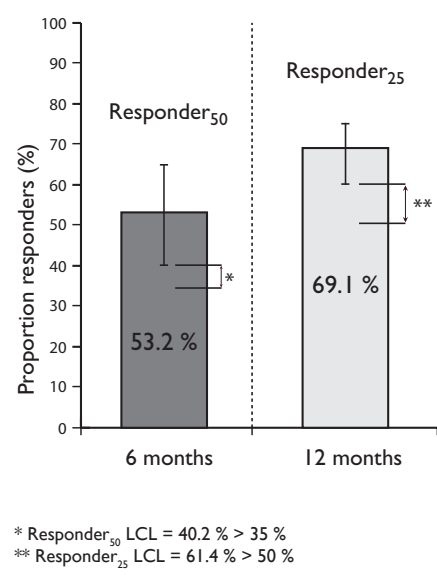 100
90
80
70
60
50
40
30
20
10
0
Proportion responders (%)
Responder50
Responder25
*
**
53.2 %
69.1 %
6 months
12 months
* Responder50 LCL = 40.2 % > 35 %
** Responder25 LCL = 61.4 % > 50 %